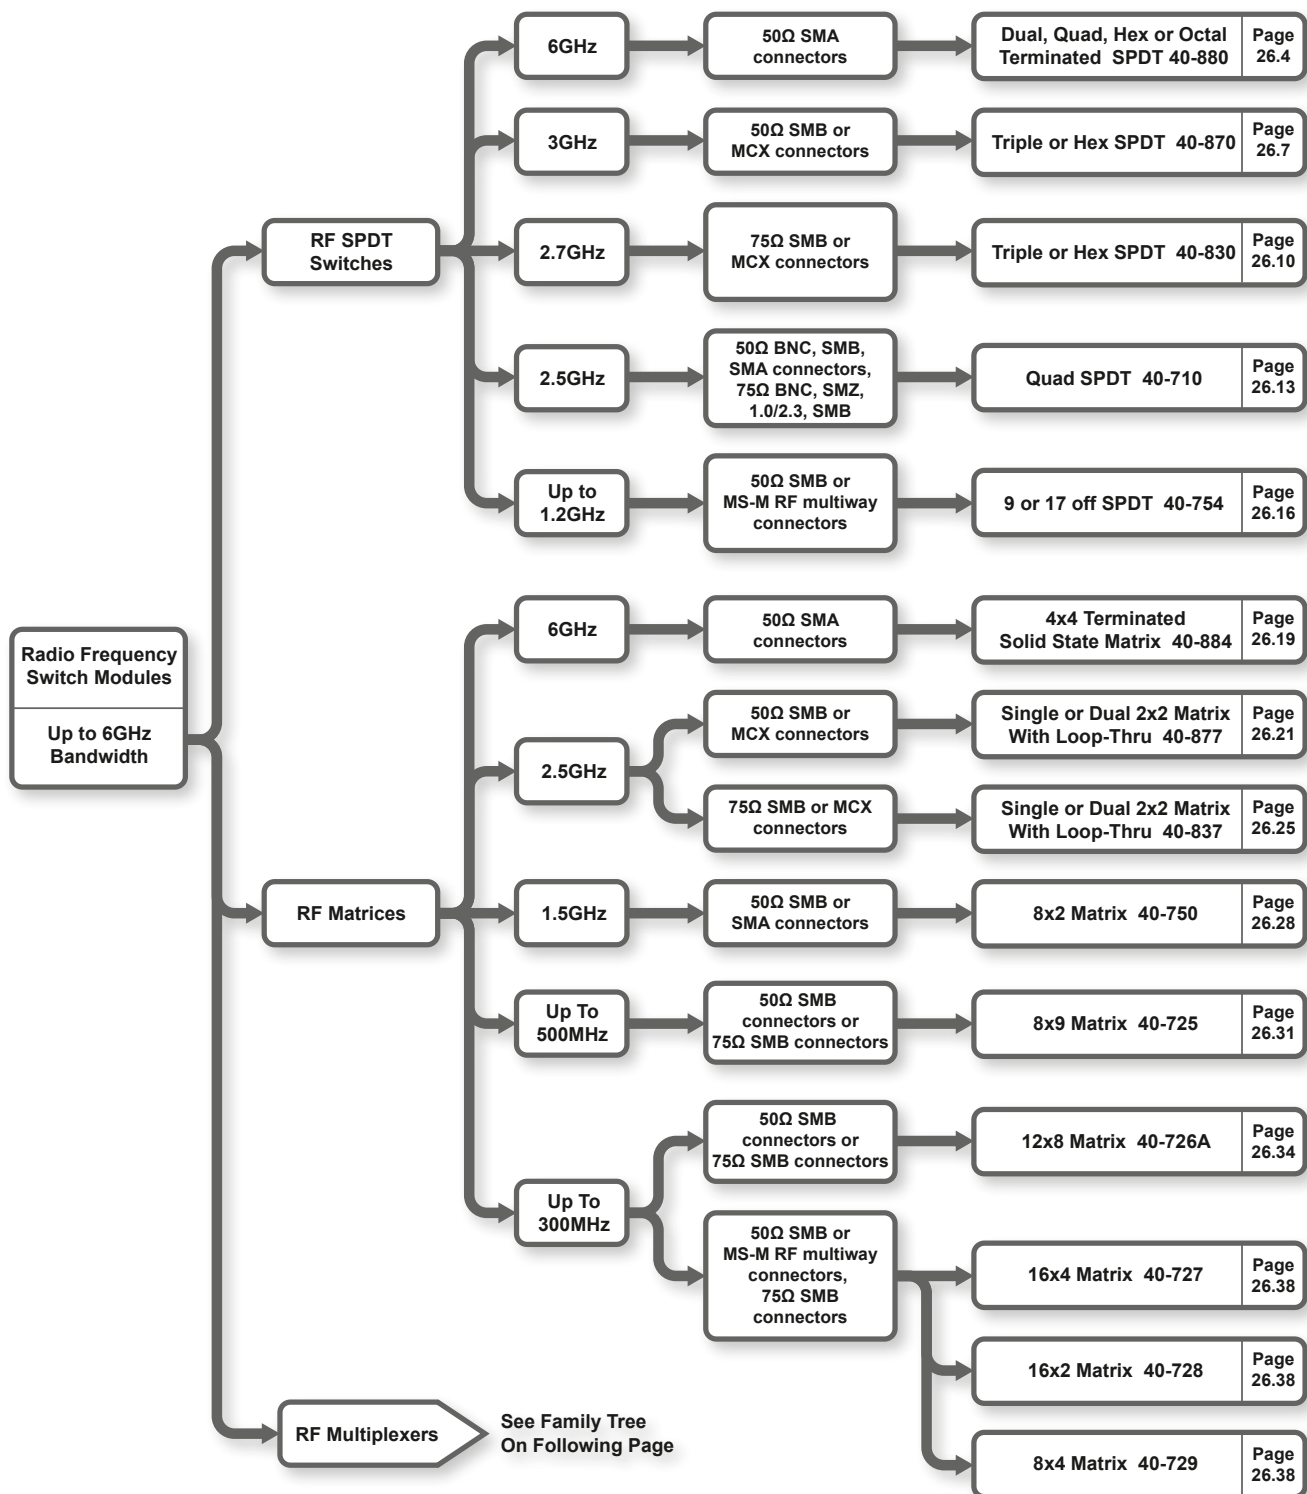 6GHz
50Ω SMA
connectors
Dual, Quad, Hex or Octal
Terminated SPDT 40-880
Page
26.4
3GHz
50Ω SMB or
MCX connectors
Triple or Hex SPDT 40-870
Page
26.7
RF SPDT
Switches
2.7GHz
75Ω SMB or
MCX connectors
Triple or Hex SPDT 40-830
Page
26.10
2.5GHz
50Ω BNC, SMB,
SMA connectors,
75Ω BNC, SMZ,
1.0/2.3, SMB
Quad SPDT 40-710
Page
26.13
Up to
1.2GHz
50Ω SMB or
MS-M RF multiway
connectors
9 or 17 off SPDT 40-754
Page
26.16
Radio Frequency
Switch Modules
Up to 6GHz
Bandwidth
6GHz
50Ω SMA
connectors
4x4 Terminated
Solid State Matrix 40-884
Page
26.19
2.5GHz
50Ω SMB or
MCX connectors
Single or Dual 2x2 Matrix
With Loop-Thru 40-877
Page
26.21
75Ω SMB or MCX
connectors
Single or Dual 2x2 Matrix
With Loop-Thru 40-837
Page
26.25
RF Matrices
1.5GHz
50Ω SMB or
SMA connectors
8x2 Matrix 40-750
Page
26.28
Up To
500MHz
50Ω SMB
connectors or
75Ω SMB connectors
8x9 Matrix 40-725
Page
26.31
Up To
300MHz
50Ω SMB
connectors or
75Ω SMB connectors
12x8 Matrix 40-726A
Page
26.34
50Ω SMB or
MS-M RF multiway
connectors,
75Ω SMB
connectors
16x4 Matrix 40-727
Page
26.38
16x2 Matrix 40-728
Page
26.38
8x4 Matrix 40-729
Page
26.38
RF Multiplexers
See Family Tree
On Following Page